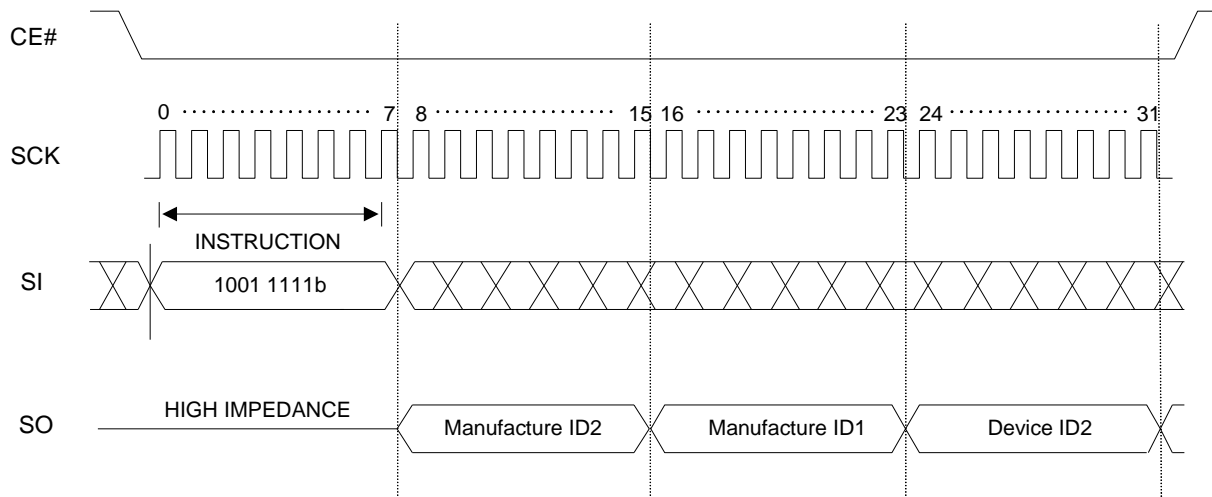 CE#
0 7 8 15 16 23 24 31
SCK
INSTRUCTION
SI 1001 1111b
HIGH IMPEDANCE
SO Manufacture ID2 Manufacture ID1 Device ID2